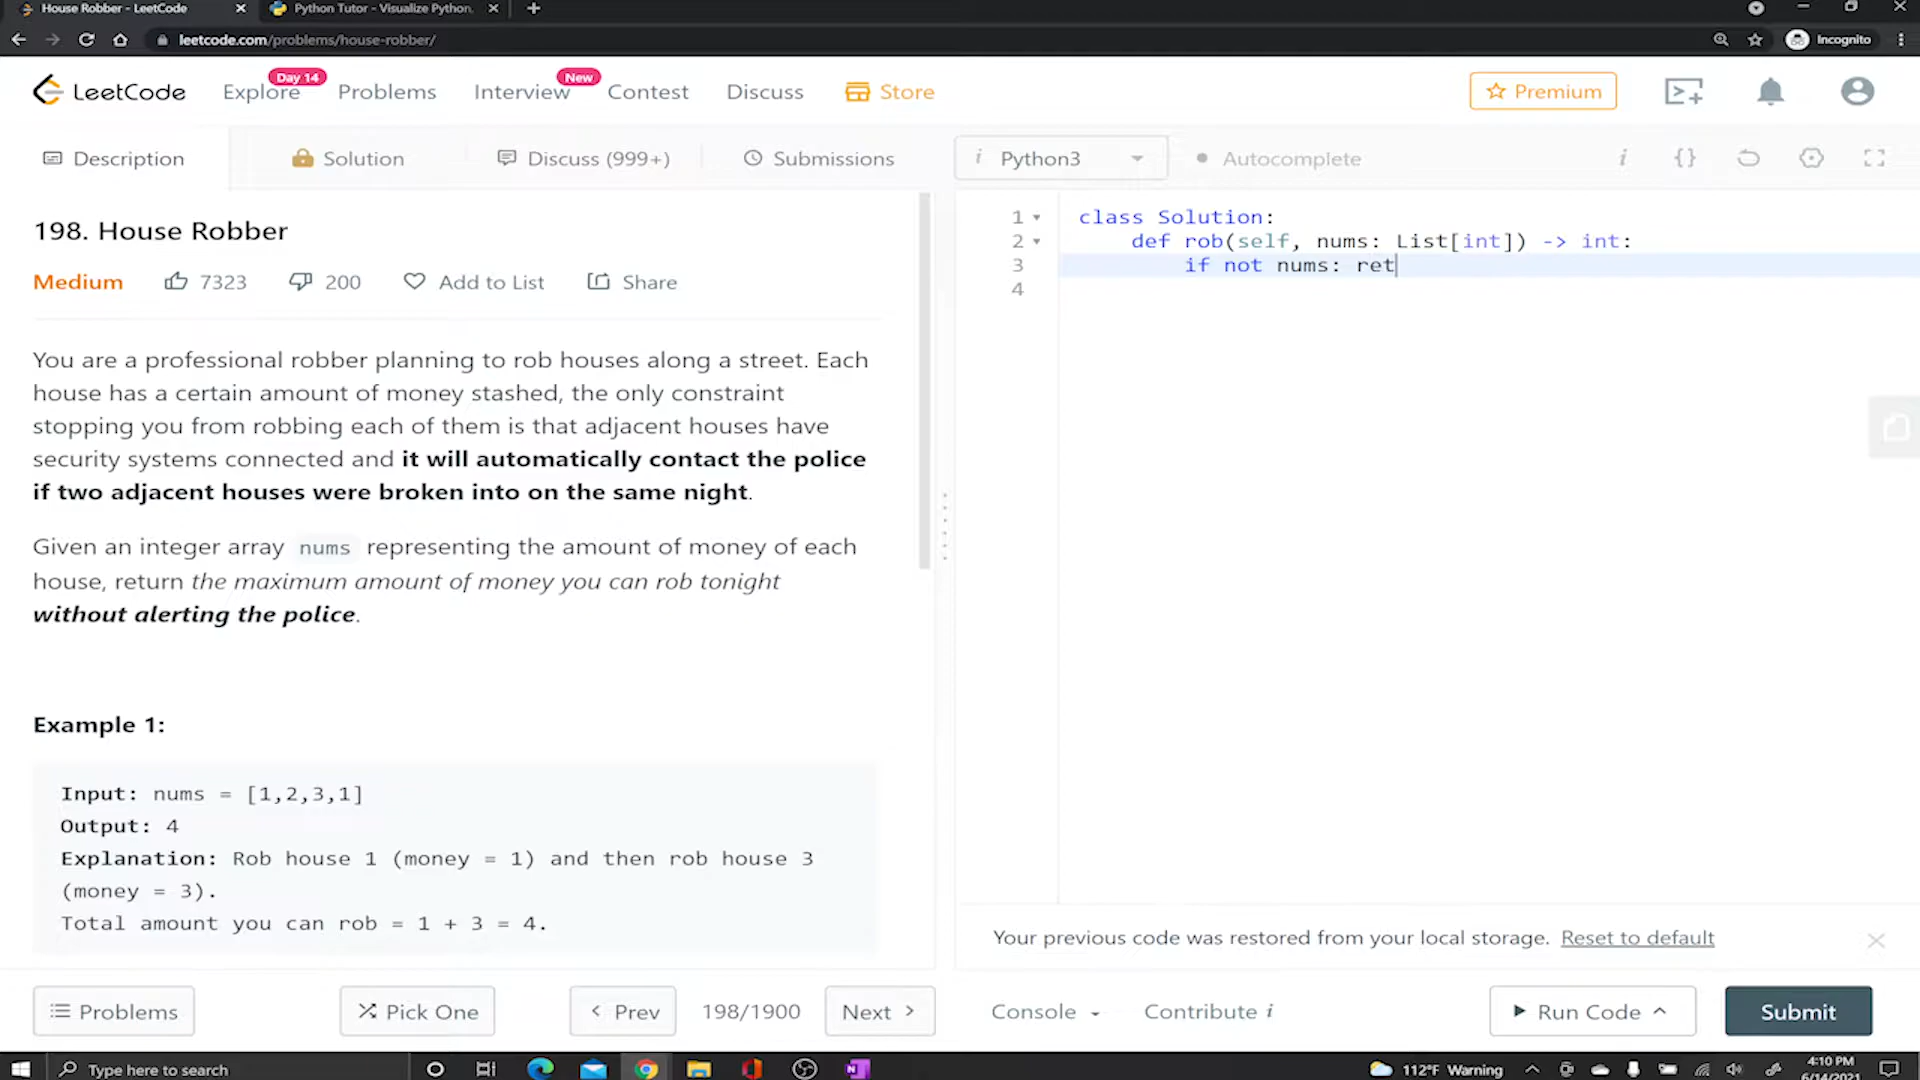 House Robber - LeetCode
Python Tutor - Visualize Python,
leetcode.com/problems/house-robber/
Incognito
LeetCode
Explore
Day 14
Problems
Interview
New
Contest
Discuss
Store
Premium
Description
Solution
Discuss (999+)
Submissions
i Python3
Autocomplete
i {}
198. House Robber
Medium
7323
200
Add to List
Share
You are a professional robber planning to rob houses along a street. Each
house has a certain amount of money stashed, the only constraint
stopping you from robbing each of them is that adjacent houses have
security systems connected and it will automatically contact the police
if two adjacent houses were broken into on the same night.
Given an integer array nums representing the amount of money of each
house, return the maximum amount of money you can rob tonight
without alerting the police.
Example 1:
Input: nums = [1,2,3,1]
Output: 4
Explanation: Rob house 1 (money = 1) and then rob house 3
(money = 3).
Total amount you can rob = 1 + 3 = 4.
1 class Solution:
2 def rob(self, nums: List[int]) -> int:
3 if not nums: ret
4
Your previous code was restored from your local storage. Reset to default
Problems
Pick One
Prev
198/1900
Next
Console
Contribute i
Run Code
Submit
Type here to search
112°F Warning
4:10 PM
6/14/2021